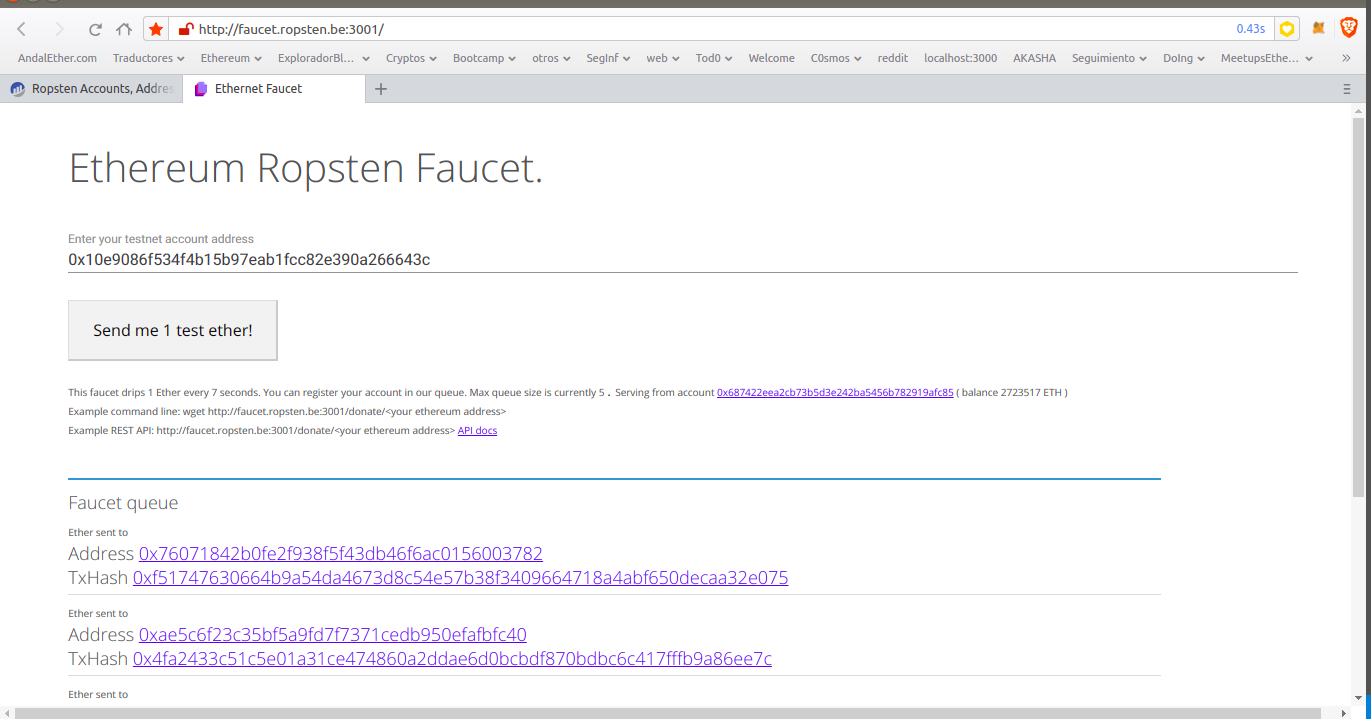 http://faucet.ropsten.be:3001/ 0.43s
AndalEther.com Traductores Ethereum ExploradorBl... Cryptos Bootcamp otros SegInf web Tod0 Welcome C0smos reddit localhost:3000 AKASHA Seguimiento DoIng MeetupsEthe... »
Ropsten Accounts, Addres Ethernet Faucet +
Ethereum Ropsten Faucet.
Enter your testnet account address
0x10e9086f534f4b15b97eab1fcc82e390a266643c
Send me 1 test ether!
This faucet drips 1 Ether every 7 seconds. You can register your account in our queue. Max queue size is currently 5 . Serving from account 0x687422eea2cb73b5d3e242ba5456b782919afc85 ( balance 2723517 ETH )
Example command line: wget http://faucet.ropsten.be:3001/donate/<your ethereum address>
Example REST API: http://faucet.ropsten.be:3001/donate/<your ethereum address> API docs
Faucet queue
Ether sent to
Address 0x76071842b0fe2f938f5f43db46f6ac0156003782
TxHash 0xf51747630664b9a54da4673d8c54e57b38f3409664718a4abf650decaa32e075
Ether sent to
Address 0xae5c6f23c35bf5a9fd7f7371cedb950efafbfc40
TxHash 0x4fa2433c51c5e01a31ce474860a2ddae6d0bcbdf870bdbc6c417fffb9a86ee7c
Ether sent to